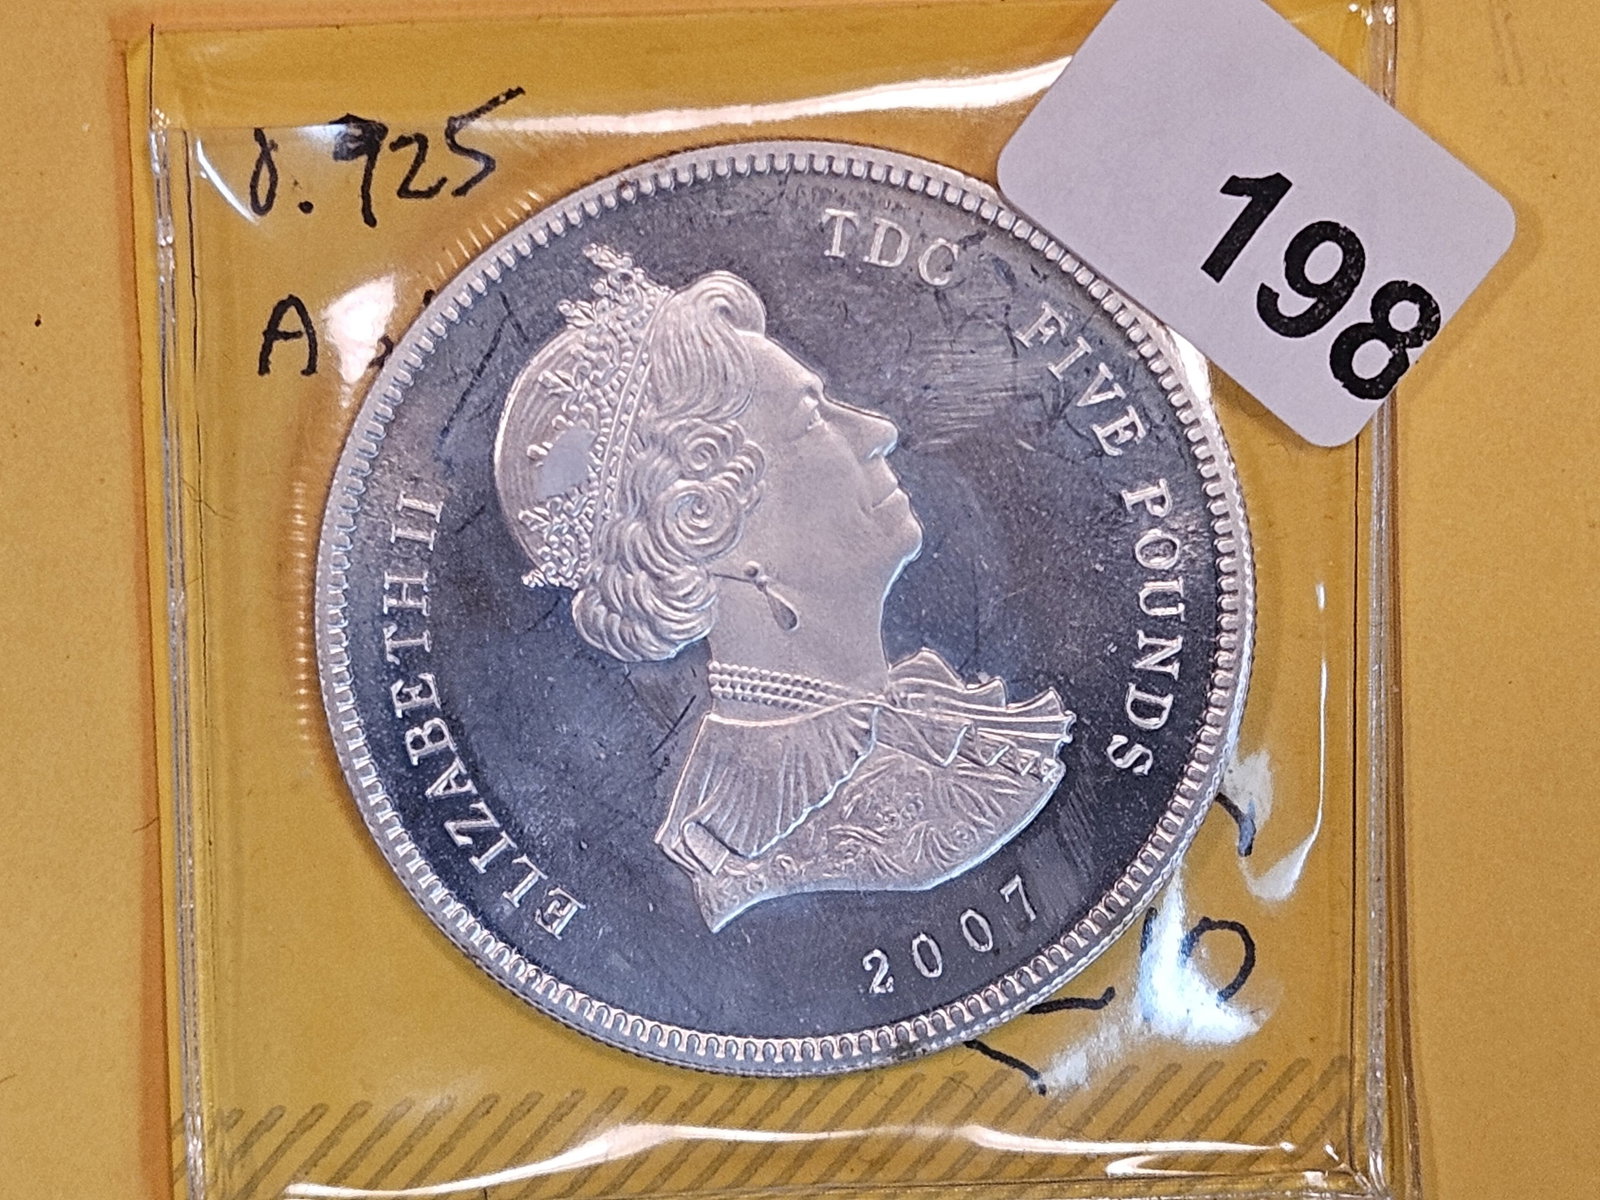 0.925
198
A
ELIZABETH II
TDC FIVE POUNDS
2007